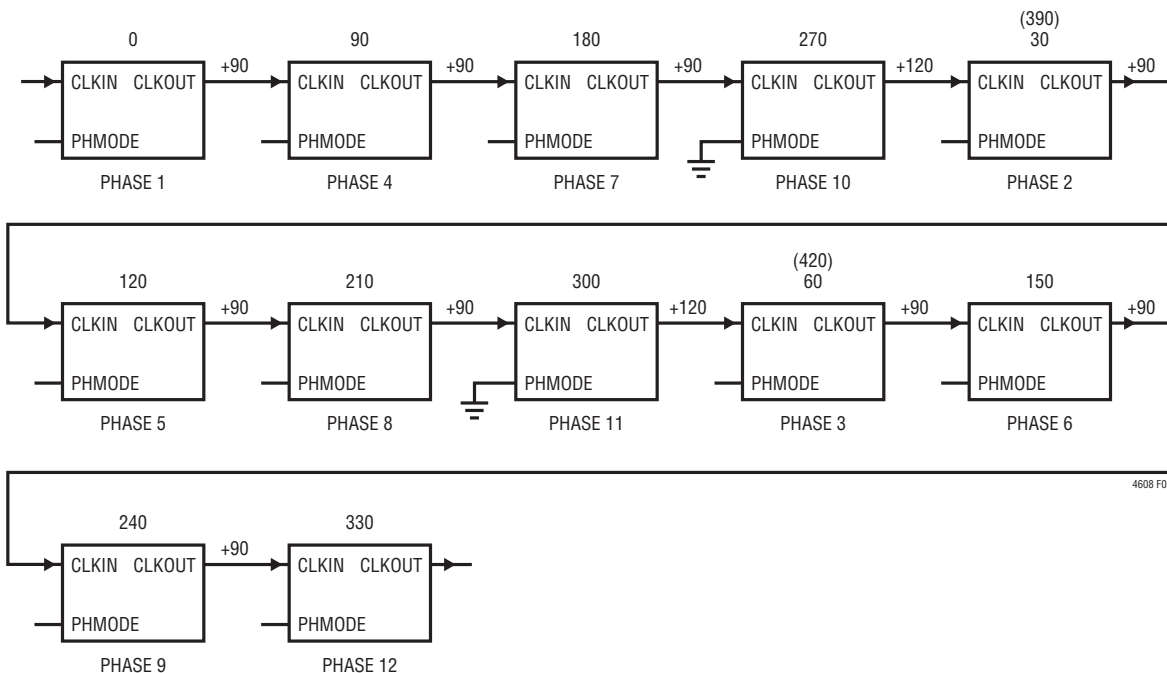 0
90
180
270
(390)
30
CLKIN CLKOUT
+90
CLKIN CLKOUT
+90
CLKIN CLKOUT
+90
CLKIN CLKOUT
+120
CLKIN CLKOUT
+90
PHMODE
PHMODE
PHMODE
PHMODE
PHMODE
PHASE 1
PHASE 4
PHASE 7
PHASE 10
PHASE 2
120
210
300
(420)
60
150
CLKIN CLKOUT
+90
CLKIN CLKOUT
+90
CLKIN CLKOUT
+120
CLKIN CLKOUT
+90
CLKIN CLKOUT
+90
PHMODE
PHMODE
PHMODE
PHMODE
PHMODE
PHASE 5
PHASE 8
PHASE 11
PHASE 3
PHASE 6
4608 F0
240
330
CLKIN CLKOUT
+90
CLKIN CLKOUT
PHMODE
PHMODE
PHASE 9
PHASE 12